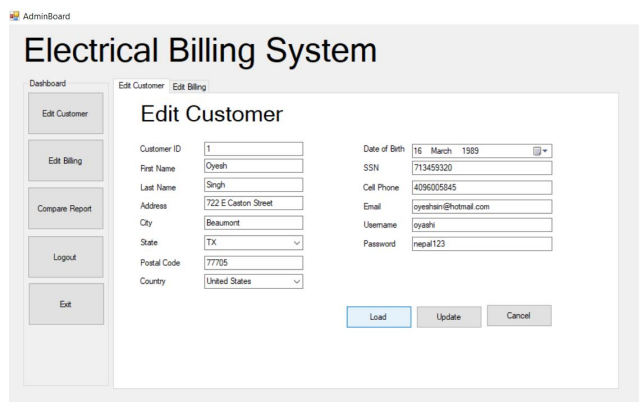 AdminBoard
Electrical Billing System
Dashboard
Edit Customer
Edit Billing
Compare Report
Logout
Exit
Edit Customer Edit Billing
Edit Customer
Customer ID 1
First Name Oyesh
Last Name Singh
Address 722 E Caston Street
City Beaumont
State TX
Postal Code 77705
Country United States
Date of Birth 16 March 1989
SSN 713459320
Cell Phone 4096005845
Email oyeshsin@hotmail.com
Username oyashi
Password nepal123
Load Update Cancel